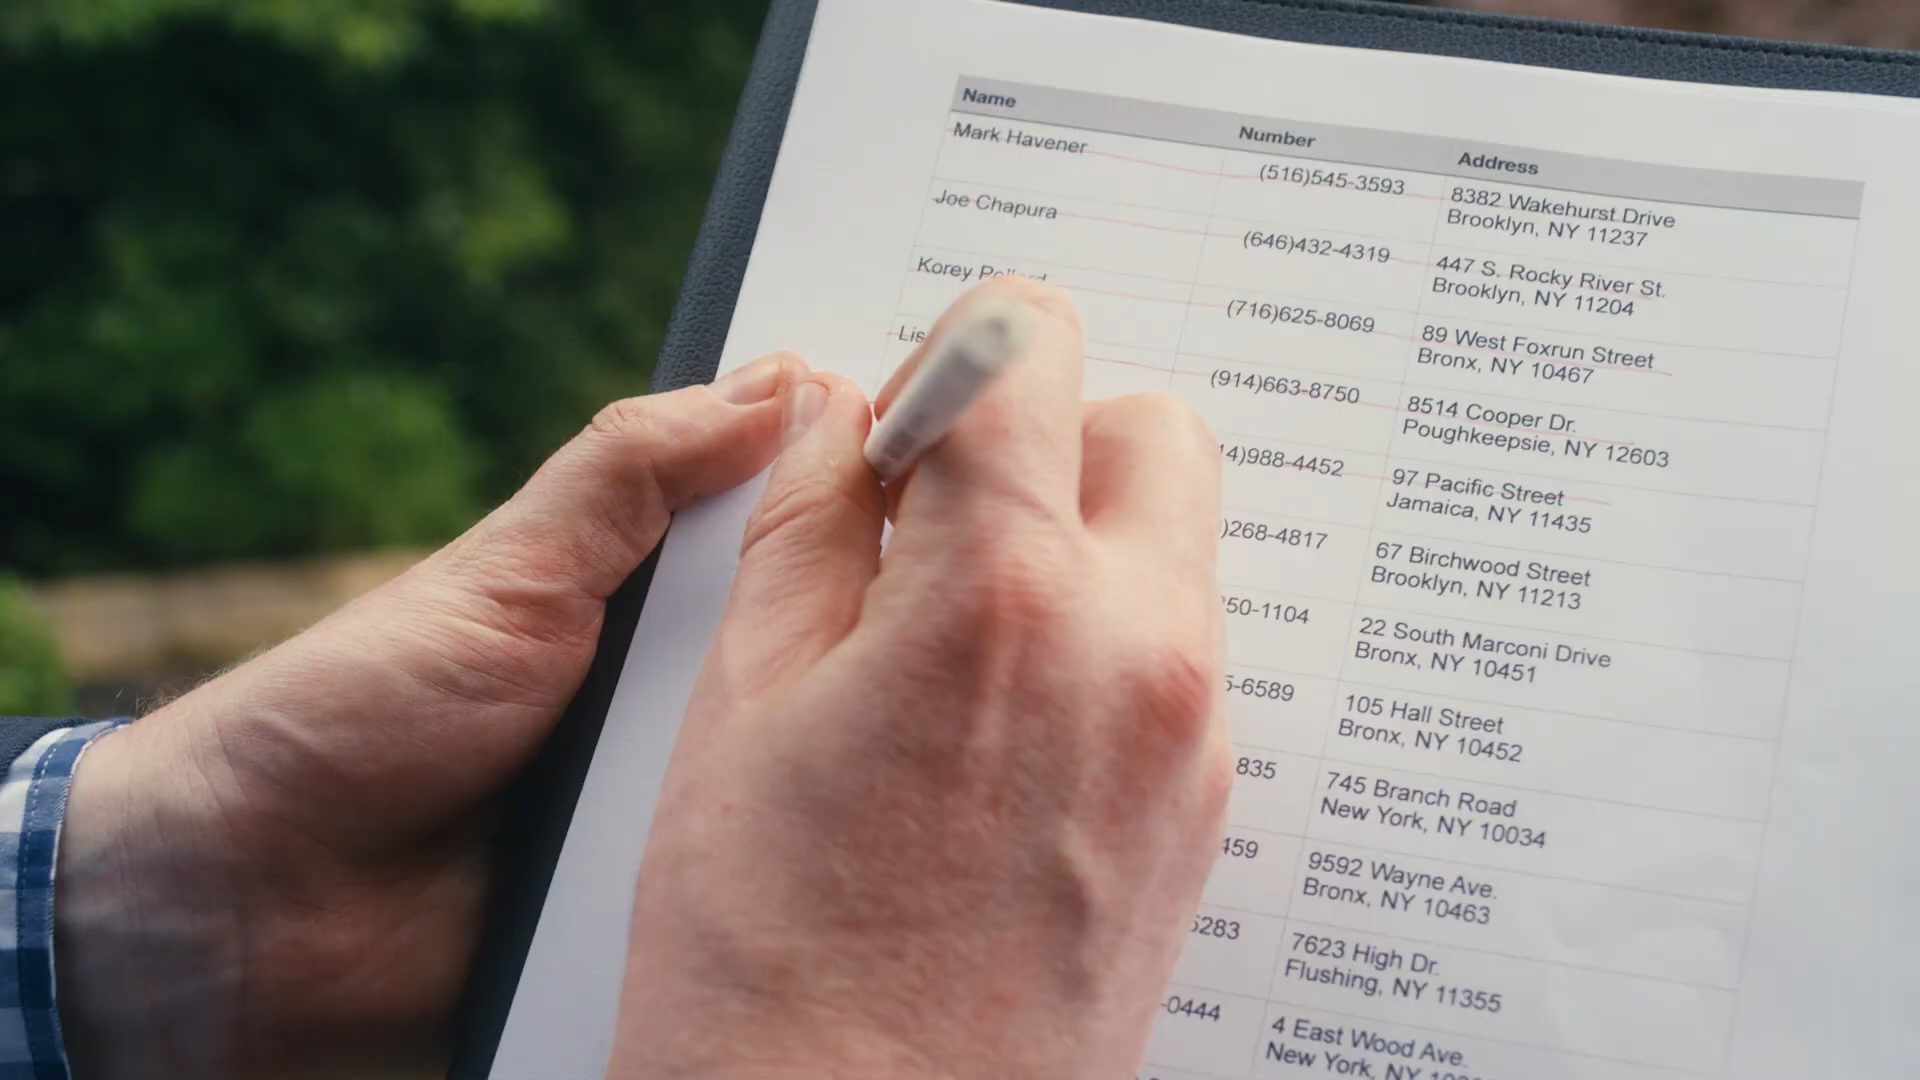 Name Number Address
Mark Havener (516)545-3593 8382 Wakehurst Drive
Brooklyn, NY 11237
Joe Chapura (646)432-4319 447 S. Rocky River St.
Brooklyn, NY 11204
Korey (716)625-8069 89 West Foxrun Street
Bronx, NY 10467
(914)663-8750 8514 Cooper Dr.
Poughkeepsie, NY 12603
4)988-4452 97 Pacific Street
Jamaica, NY 11435
)268-4817 67 Birchwood Street
Brooklyn, NY 11213
50-1104 22 South Marconi Drive
Bronx, NY 10451
-6589 105 Hall Street
Bronx, NY 10452
835 745 Branch Road
New York, NY 10034
459 9592 Wayne Ave.
Bronx, NY 10463
5283 7623 High Dr.
Flushing, NY 11355
-0444 4 East Wood Ave.
New York, NY